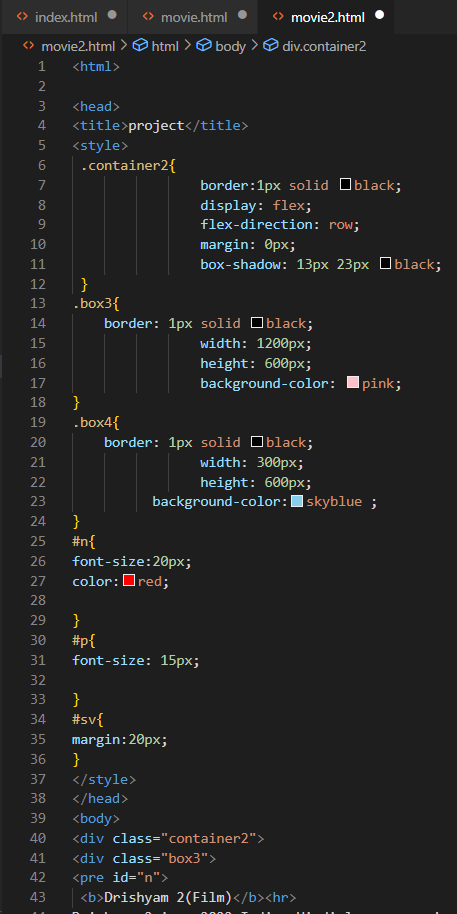 index.html movie.html movie2.html
movie2.html > html > body > div.container2
1 <html>
2
3 <head>
4 <title>project</title>
5 <style>
6 .container2{
7 border:1px solid black;
8 display: flex;
9 flex-direction: row;
10 margin: 0px;
11 box-shadow: 13px 23px black;
12 }
13 .box3{
14 border: 1px solid black;
15 width: 1200px;
16 height: 600px;
17 background-color: pink;
18 }
19 .box4{
20 border: 1px solid black;
21 width: 300px;
22 height: 600px;
23 background-color: skyblue ;
24 }
25 #n{
26 font-size:20px;
27 color: red;
28
29 }
30 #p{
31 font-size: 15px;
32
33 }
34 #sv{
35 margin:20px;
36 }
37 </style>
38 </head>
39 <body>
40 <div class="container2">
41 <div class="box3">
42 <pre id="n">
43 <b>Drishyam 2(Film)</b><hr>